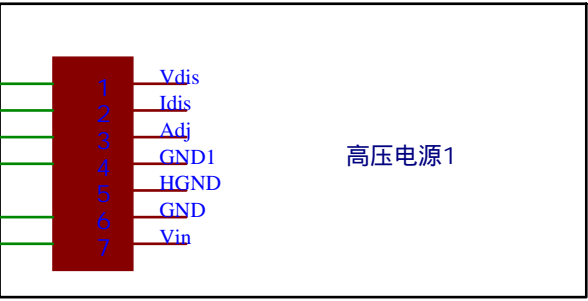 1 Vdis
2 Idis
3 Adj
4 GND1
5 HGND
6 GND
7 Vin
高压电源1